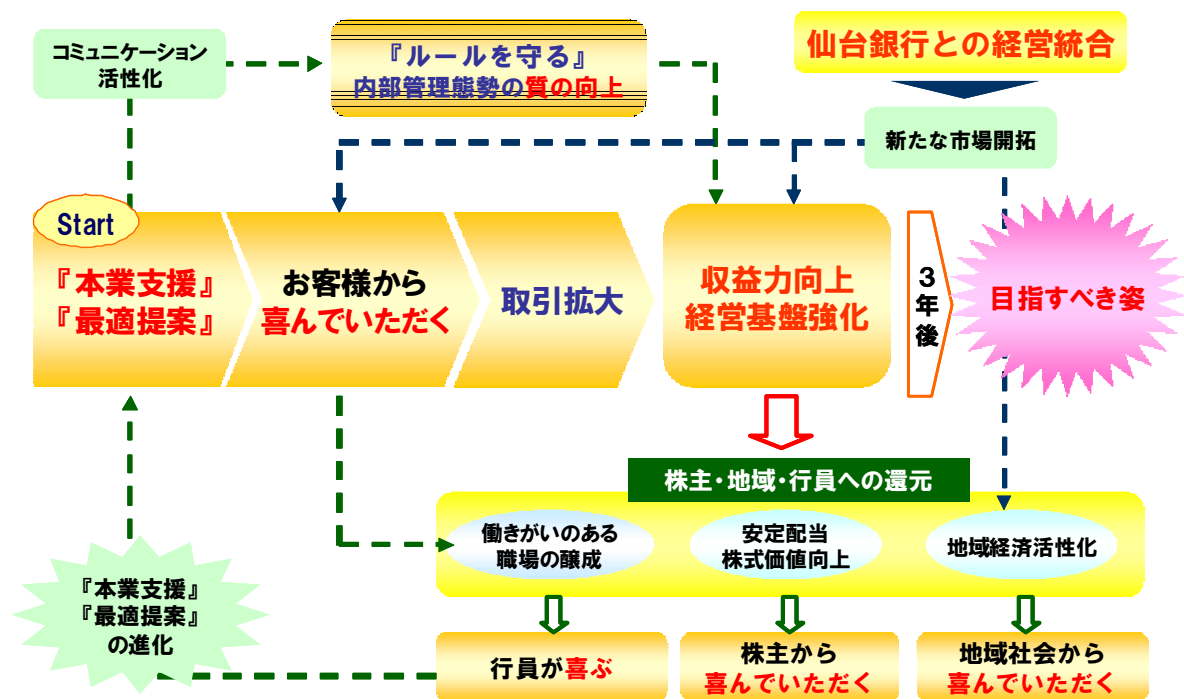 コミュニケーション
活性化
『ルールを守る』
内部管理態勢の質の向上
仙台銀行との経営統合
新たな市場開拓
Start
『本業支援』
『最適提案』
お客様から
喜んでいただく
取引拡大
収益力向上
経営基盤強化
3年後
目指すべき姿
株主・地域・行員への還元
働きがいのある
職場の醸成
安定配当
株式価値向上
地域経済活性化
『本業支援』
『最適提案』
の進化
行員が喜ぶ
株主から
喜んでいただく
地域社会から
喜んでいただく